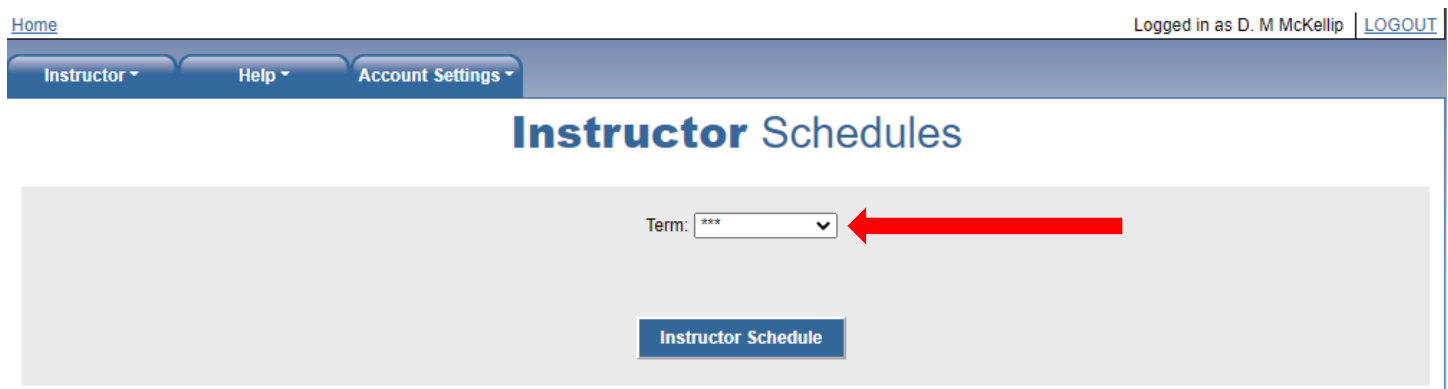 Home Logged in as D. M McKellip LOGOUT
Instructor Help Account Settings
Instructor Schedules
Term: ***
Instructor Schedule